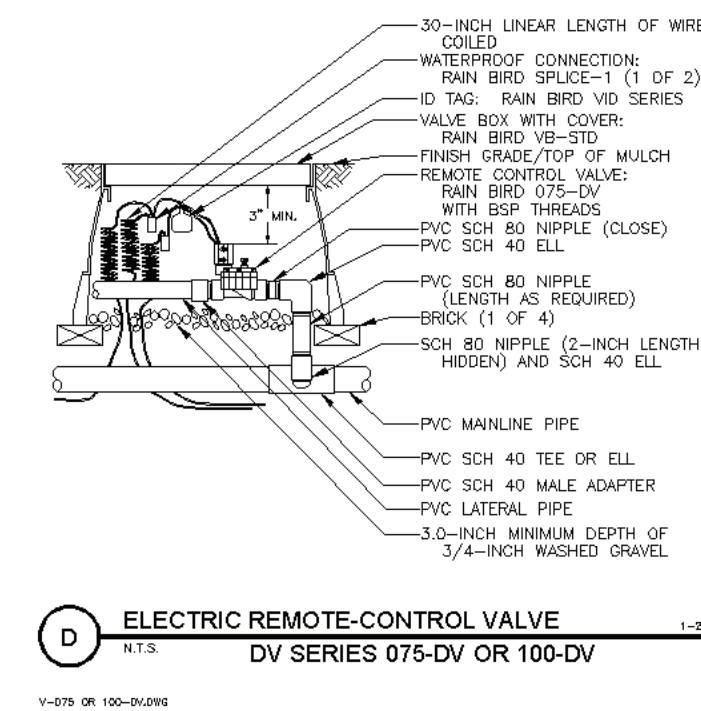 30-INCH LINEAR LENGTH OF WIRE
COILED
WATERPROOF CONNECTION:
RAIN BIRD SPLICE-1 (1 OF 2)
ID TAG: RAIN BIRD VID SERIES
VALVE BOX WITH COVER:
RAIN BIRD VB-STD
FINISH GRADE/TOP OF MULCH
REMOTE CONTROL VALVE:
RAIN BIRD 075-DV
WITH BSP THREADS
3" MIN.
PVC SCH 80 NIPPLE (CLOSE)
PVC SCH 40 ELL
PVC SCH 80 NIPPLE
(LENGTH AS REQUIRED)
BRICK (1 OF 4)
SCH 80 NIPPLE (2-INCH LENGTH
HIDDEN) AND SCH 40 ELL
PVC MAINLINE PIPE
PVC SCH 40 TEE OR ELL
PVC SCH 40 MALE ADAPTER
PVC LATERAL PIPE
3.0-INCH MINIMUM DEPTH OF
3/4-INCH WASHED GRAVEL
D
ELECTRIC REMOTE-CONTROL VALVE
1-2
N.T.S.
DV SERIES 075-DV OR 100-DV
V-075 OR 100-DV.DWG